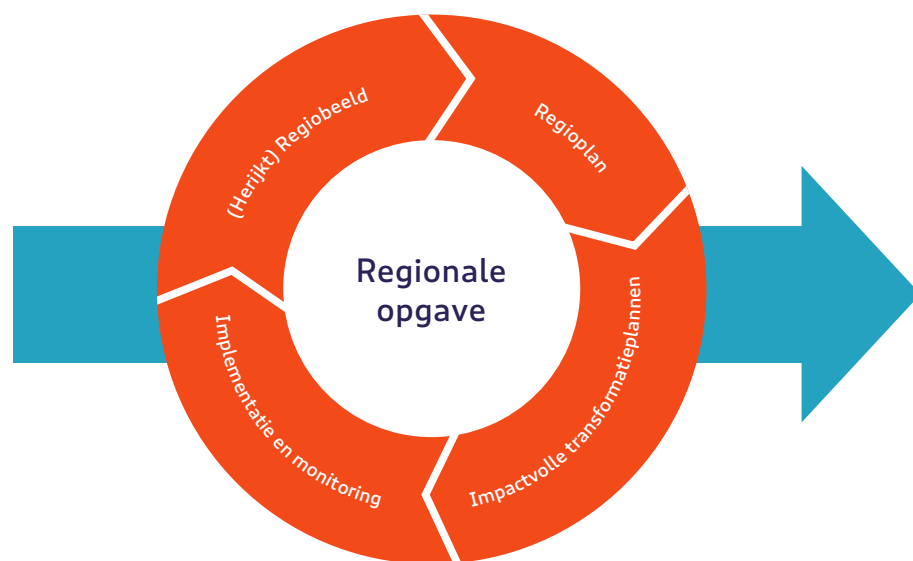 (Herijkt) Regiobeeld
Regioplan
Impactvolle transformatieplannen
Implementatie en monitoring
Regionale
opgave